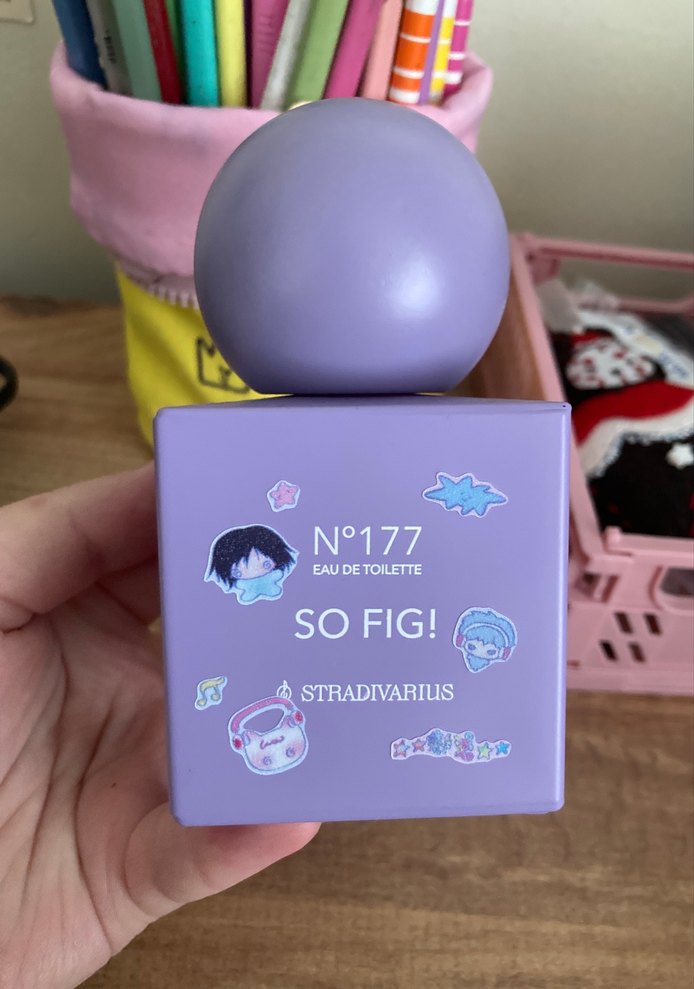 N°177
EAU DE TOILETTE
SO FIG!
STRADIVARIUS